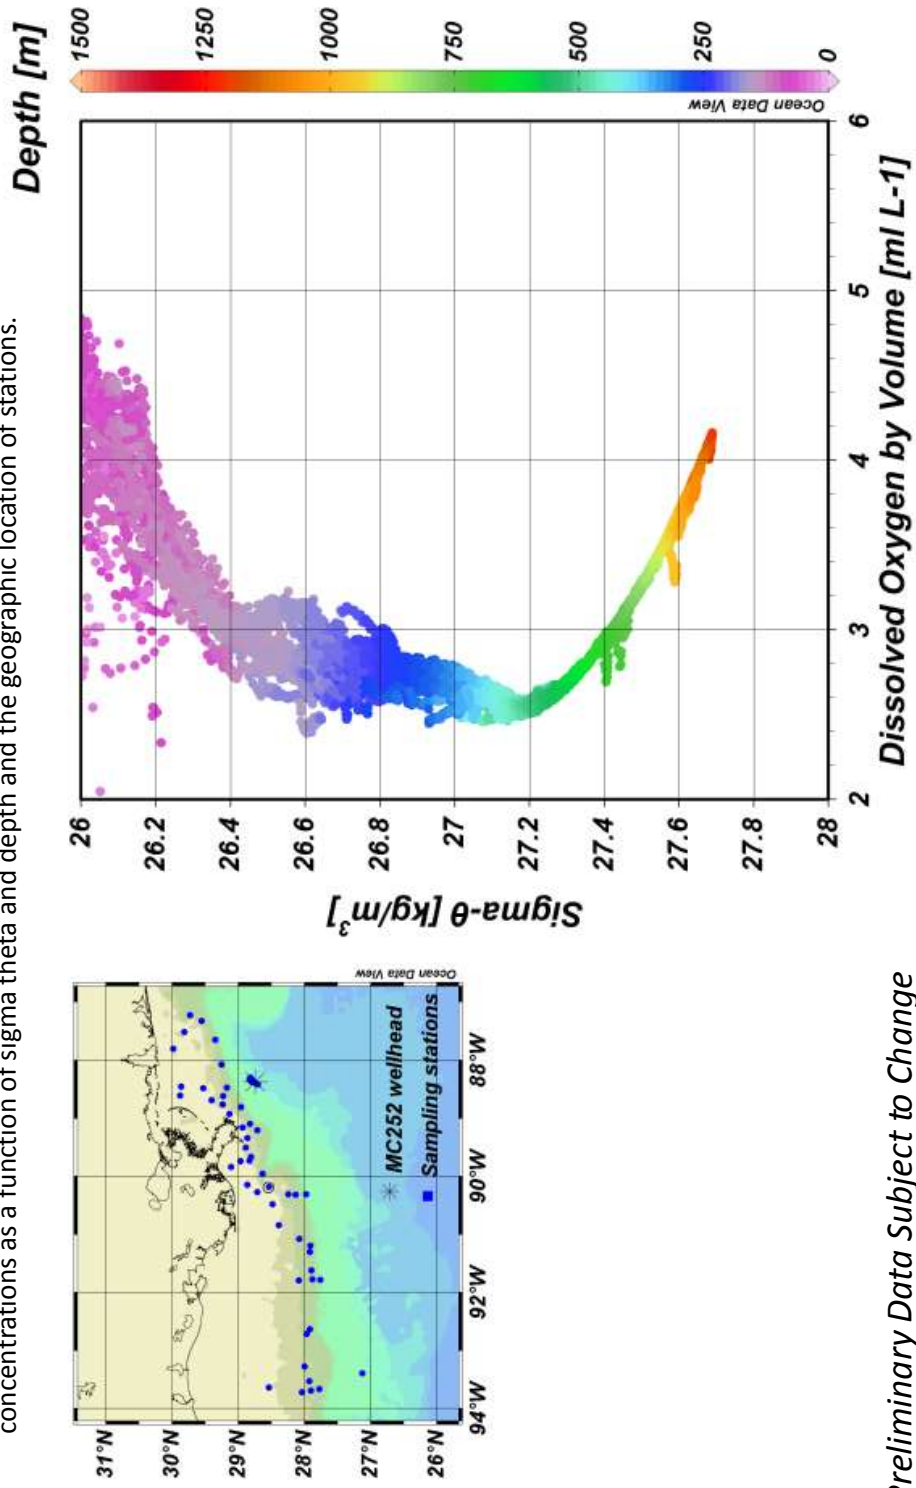 concentrations as a function of sigma theta and depth and the geographic location of stations.
31°N
30°N
29°N
28°N
27°N
26°N
94°W
92°W
90°W
88°W
MC252 wellhead
Sampling stations
Ocean Data View
Sigma-θ [kg/m³]
26
26.2
26.4
26.6
26.8
27
27.2
27.4
27.6
27.8
28
2
3
4
5
6
Dissolved Oxygen by Volume [ml L-1]
Ocean Data View
Depth [m]
1500
1250
1000
750
500
250
0
Preliminary Data Subject to Change